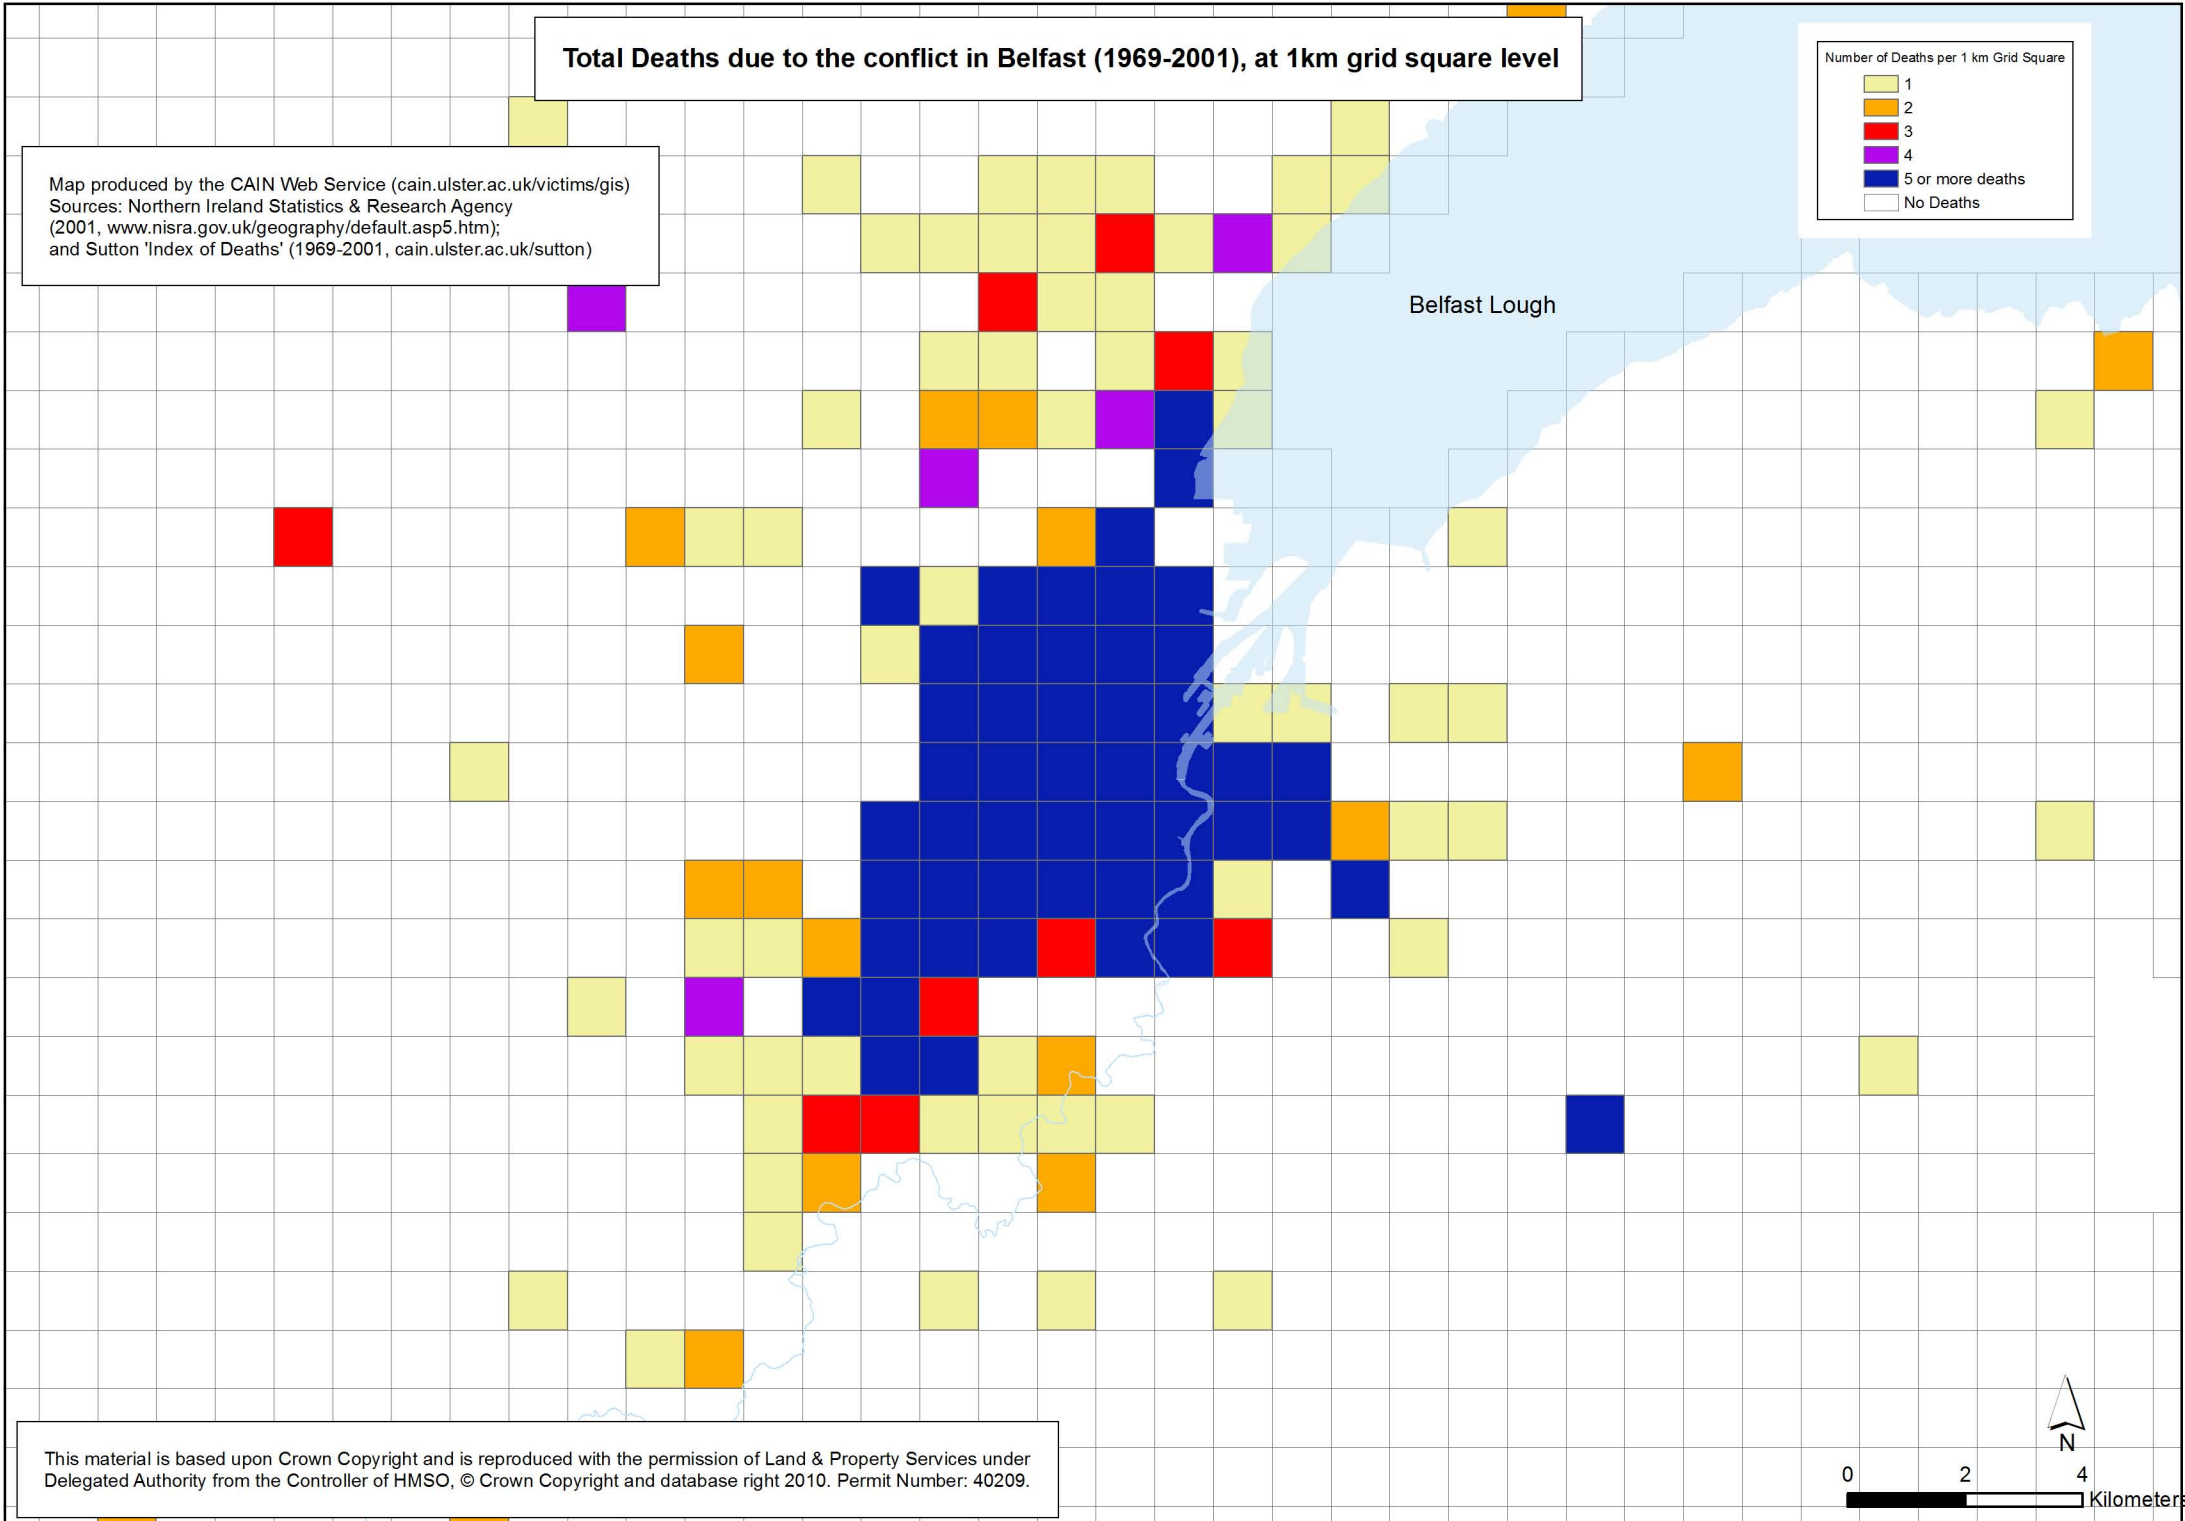 Total Deaths due to the conflict in Belfast (1969-2001), at 1km grid square level
Number of Deaths per 1 km Grid Square
1
2
3
4
5 or more deaths
No Deaths
Map produced by the CAIN Web Service (cain.ulster.ac.uk/victims/gis)
Sources: Northern Ireland Statistics & Research Agency
(2001, www.nisra.gov.uk/geography/default.asp5.htm);
and Sutton 'Index of Deaths' (1969-2001, cain.ulster.ac.uk/sutton)
Belfast Lough
N
0 2 4
Kilometers
This material is based upon Crown Copyright and is reproduced with the permission of Land & Property Services under
Delegated Authority from the Controller of HMSO, © Crown Copyright and database right 2010. Permit Number: 40209.